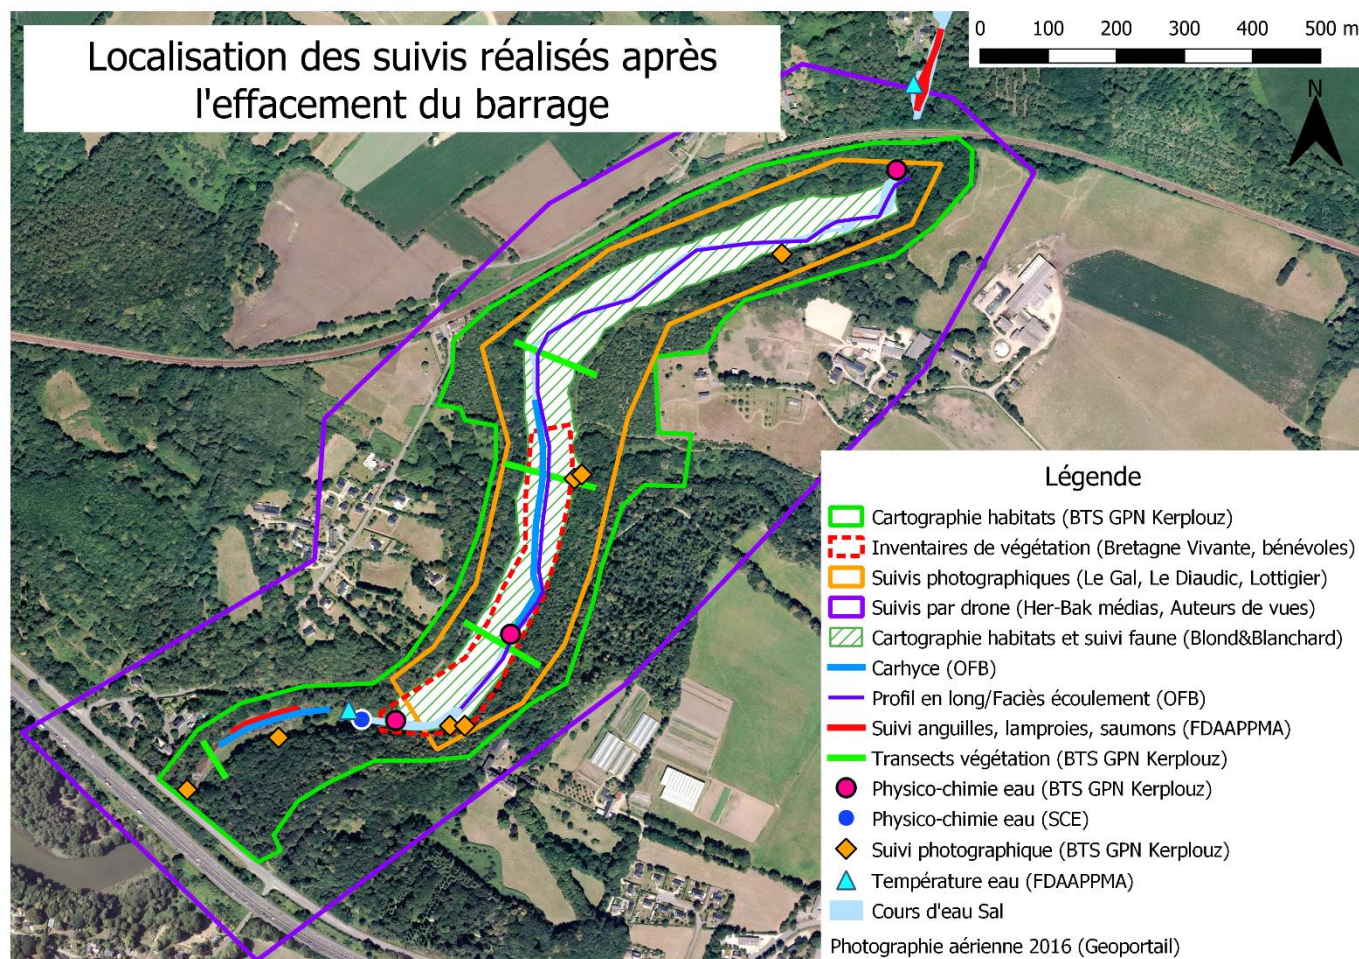 Localisation des suivis réalisés après
l'effacement du barrage
0 100 200 300 400 500 m
N
Légende
Cartographie habitats (BTS GPN Kerplouz)
Inventaires de végétation (Bretagne Vivante, bénévoles)
Suivis photographiques (Le Gal, Le Diaudic, Lottigier)
Suivis par drone (Her-Bak médias, Auteurs de vues)
Cartographie habitats et suivi faune (Blond&Blanchard)
Carhyce (OFB)
Profil en long/Faciès écoulement (OFB)
Suivi anguilles, lamproies, saumons (FDAAPPMA)
Transects végétation (BTS GPN Kerplouz)
Physico-chimie eau (BTS GPN Kerplouz)
Physico-chimie eau (SCE)
Suivi photographique (BTS GPN Kerplouz)
Température eau (FDAAPPMA)
Cours d'eau Sal
Photographie aérienne 2016 (Geoportail)